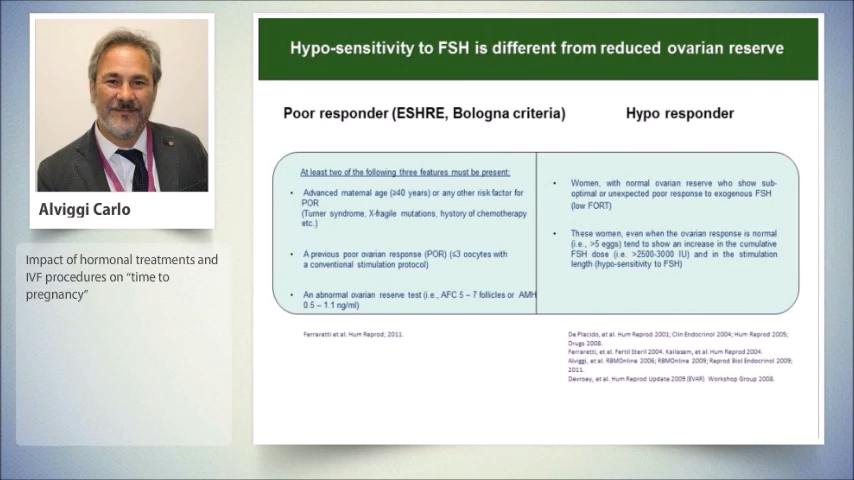 Hypo-sensitivity to FSH is different from reduced ovarian reserve
Poor responder (ESHRE, Bologna criteria)
Hypo responder
At least two of the following three features must be present:
• Advanced maternal age (≥40 years) or any other risk factor for
POR
(Turner syndrome, X-fragile mutations, hystory of chemotherapy
etc.)
• A previous poor ovarian response (POR) (≤3 oocytes with
a conventional stimulation protocol)
• An abnormal ovarian reserve test (i.e., AFC 5 – 7 follicles or AMH
0.5 – 1.1 ng/ml)
• Women, with normal ovarian reserve who show sub-
optimal or unexpected poor response to exogenous FSH
(low FORT)
• These women, even when the ovarian response is normal
(i.e., >5 eggs) tend to show an increase in the cumulative
FSH dose (i.e. >2500-3000 IU) and in the stimulation
length (hypo-sensitivity to FSH)
Ferraretti et al. Hum Reprod; 2011.
De Placido, et al. Hum Reprod 2001; Clin Endocrinol 2004; Hum Reprod 2005;
Drugs 2008.
Ferraretti, et al. Fertil Steril 2004. Kailasam, et al. Hum Reprod 2004.
Alviggi, et al. RBMOnline 2006; RBMOnline 2009; Reprod Biol Endocrinol 2009;
2011.
Devroey, et al. Hum Reprod Update 2009 (EVAR) Workshop Group 2008.
Alviggi Carlo
Impact of hormonal treatments and
IVF procedures on “time to
pregnancy”